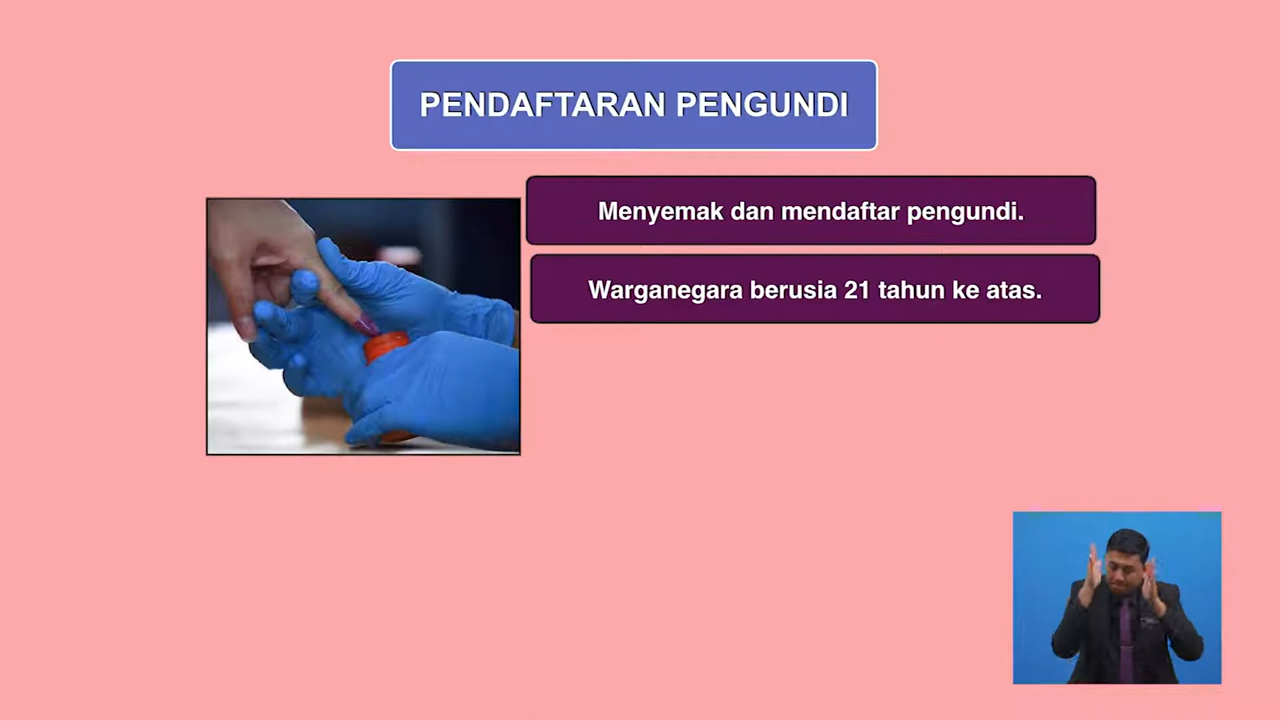 PENDAFTARAN PENGUNDI
Menyemak dan mendaftar pengundi.
Warganegara berusia 21 tahun ke atas.